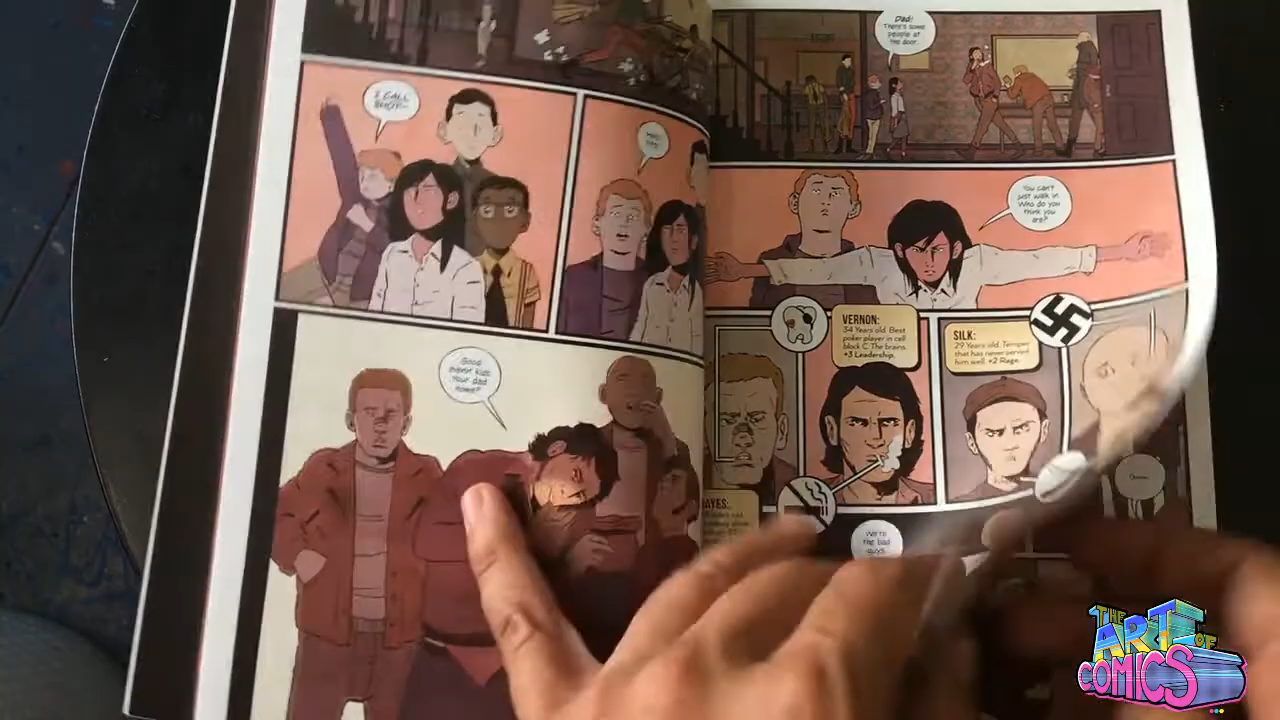 I CALL
Good
evenin' kids.
Your dad
home?
Dad!
There's some
people at
the door.
You can't
just walk in.
Who do you
think you
are?
VERNON:
34 Years old. Best
poker player in cell
block C. The brains.
+3 Leadership.
SILK:
29 Years old. Temper
that has never served
him well. +2 Rage.
HAYES:
We're
the bad
guys.
THE
ART
OF
COMICS